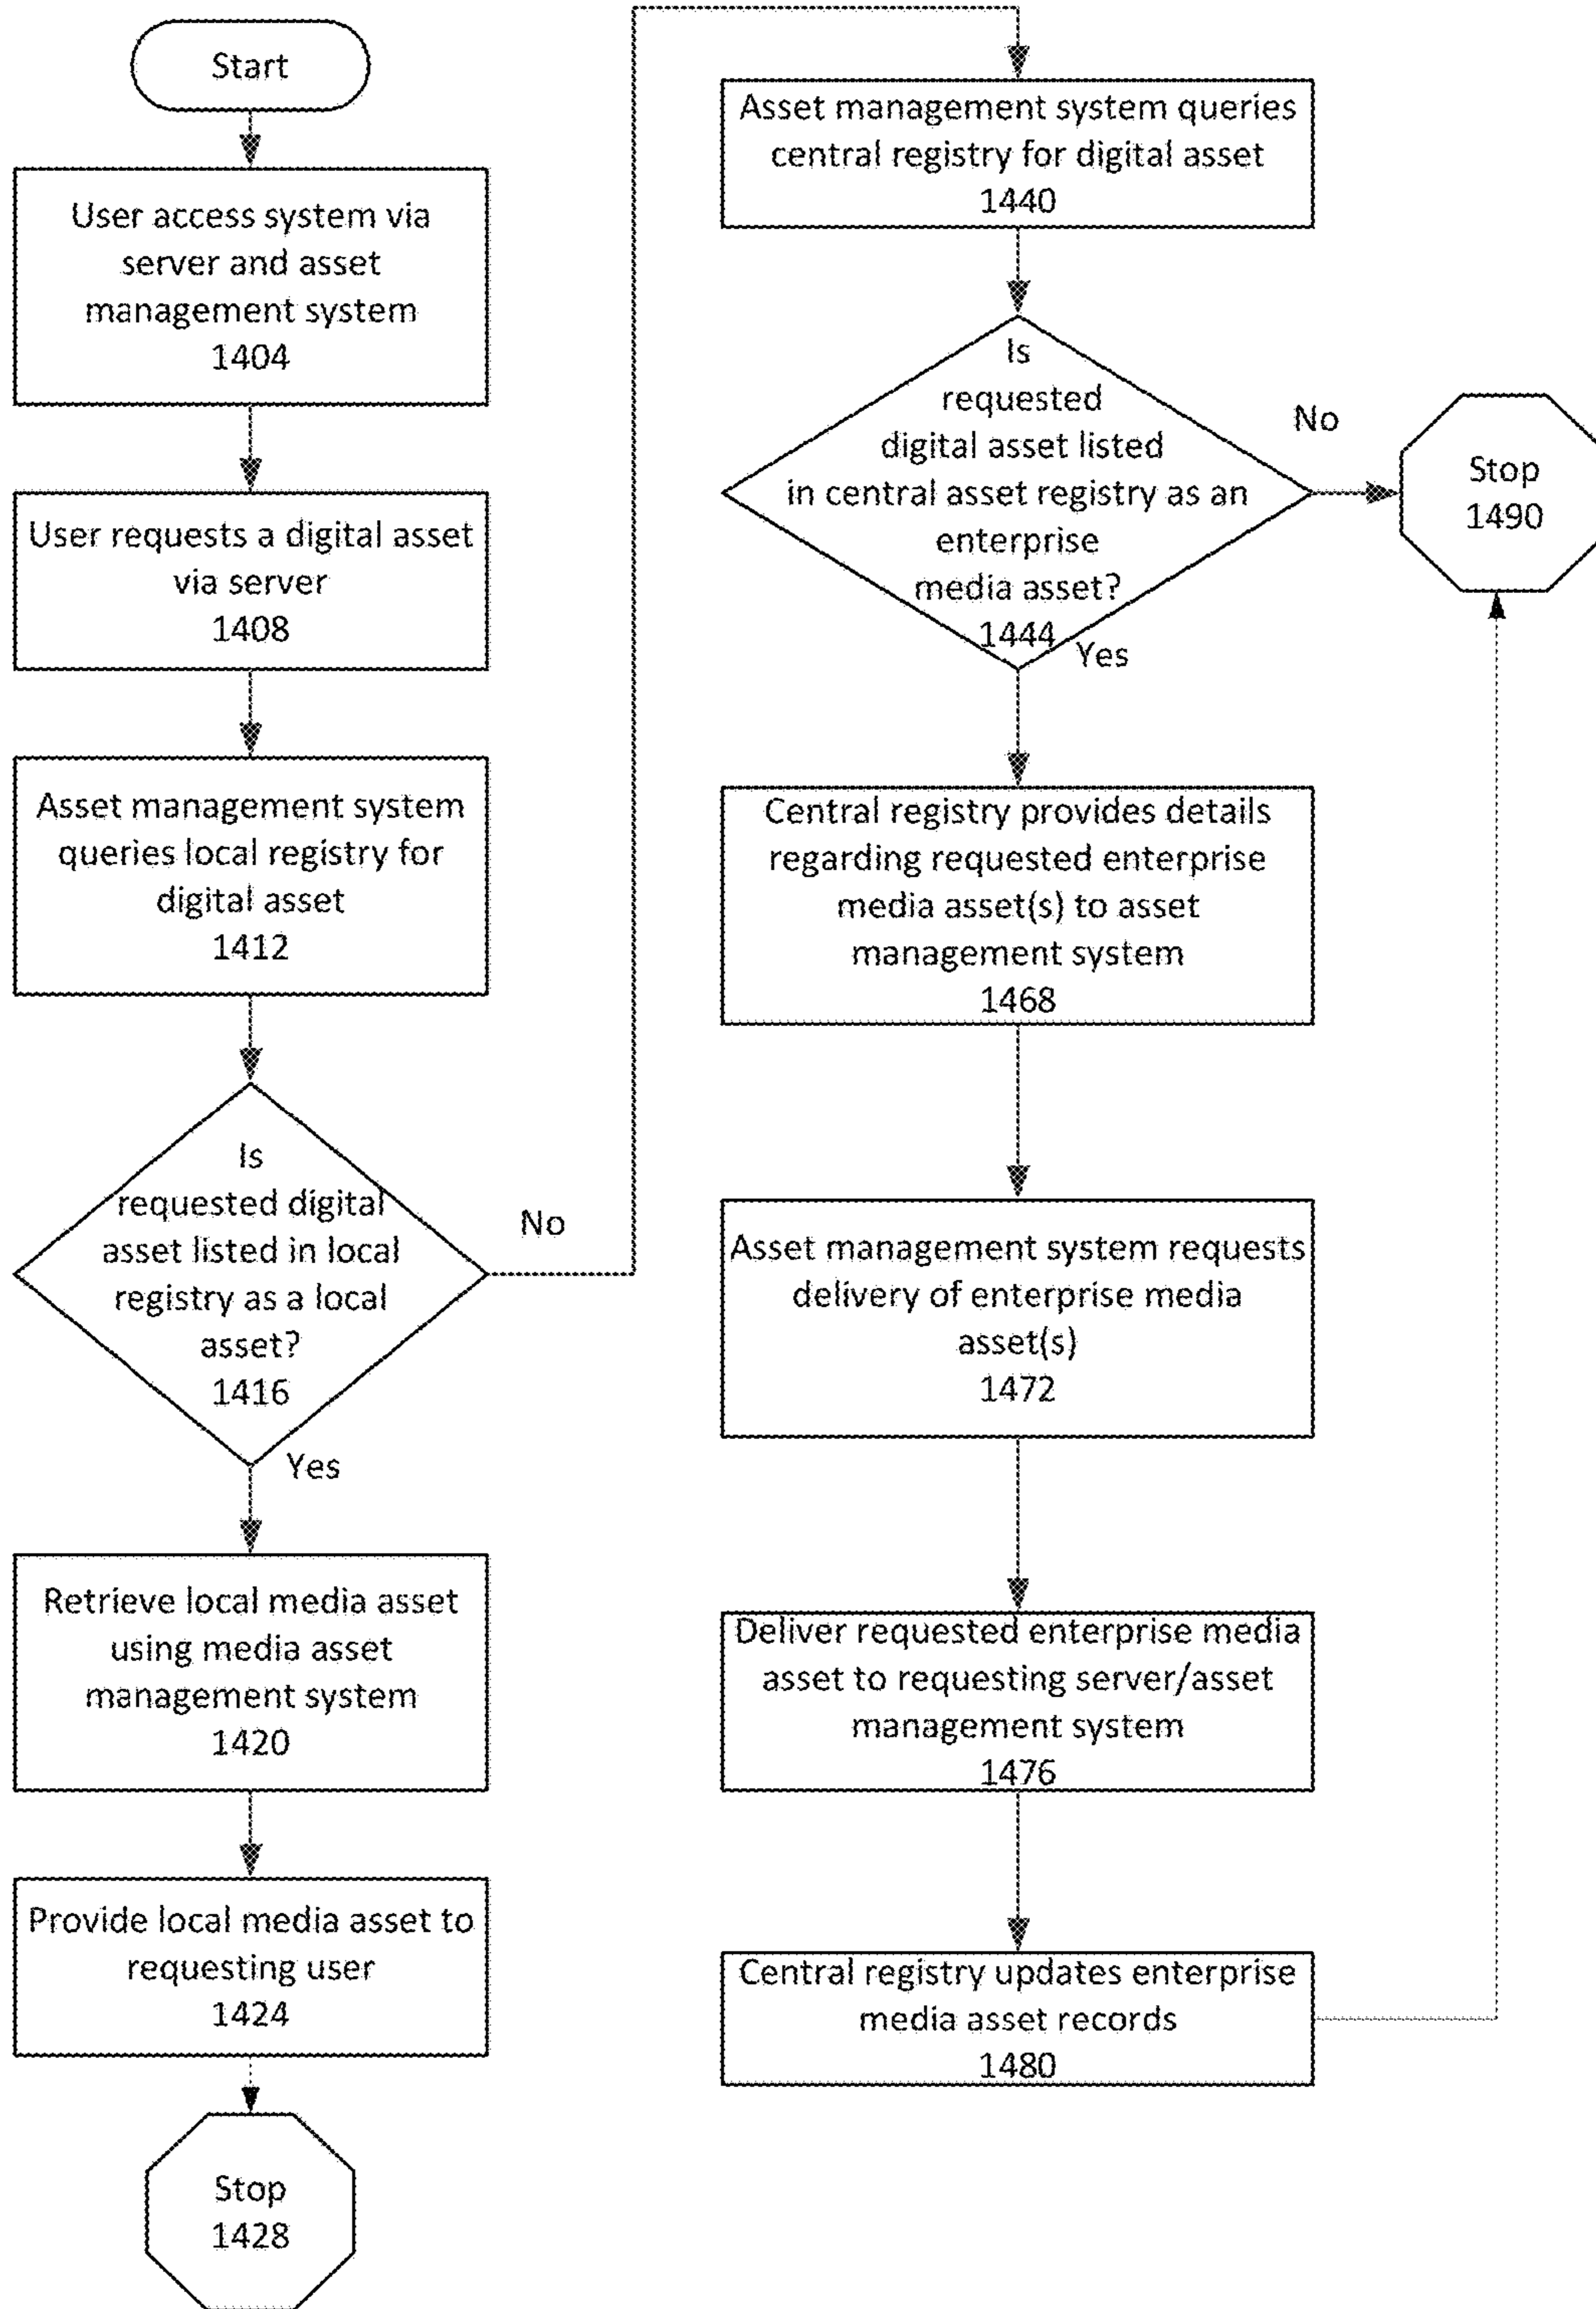 Start
User access system via
server and asset
management system
1404
User requests a digital asset
via server
1408
Asset management system
queries local registry for
digital asset
1412
Is
requested digital
asset listed in local
registry as a local
asset?
1416
No
Yes
Retrieve local media asset
using media asset
management system
1420
Provide local media asset to
requesting user
1424
Stop
1428
Asset management system queries
central registry for digital asset
1440
Is
requested
digital asset listed
in central asset registry as an
enterprise
media asset?
1444
No
Yes
Stop
1490
Central registry provides details
regarding requested enterprise
media asset(s) to asset
management system
1468
Asset management system requests
delivery of enterprise media
asset(s)
1472
Deliver requested enterprise media
asset to requesting server/asset
management system
1476
Central registry updates enterprise
media asset records
1480